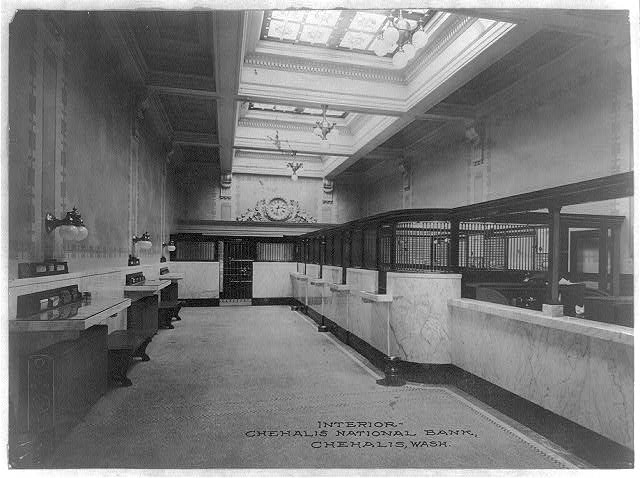 INTERIOR-
CHEHALIS NATIONAL BANK,
CHEHALIS, WASH.